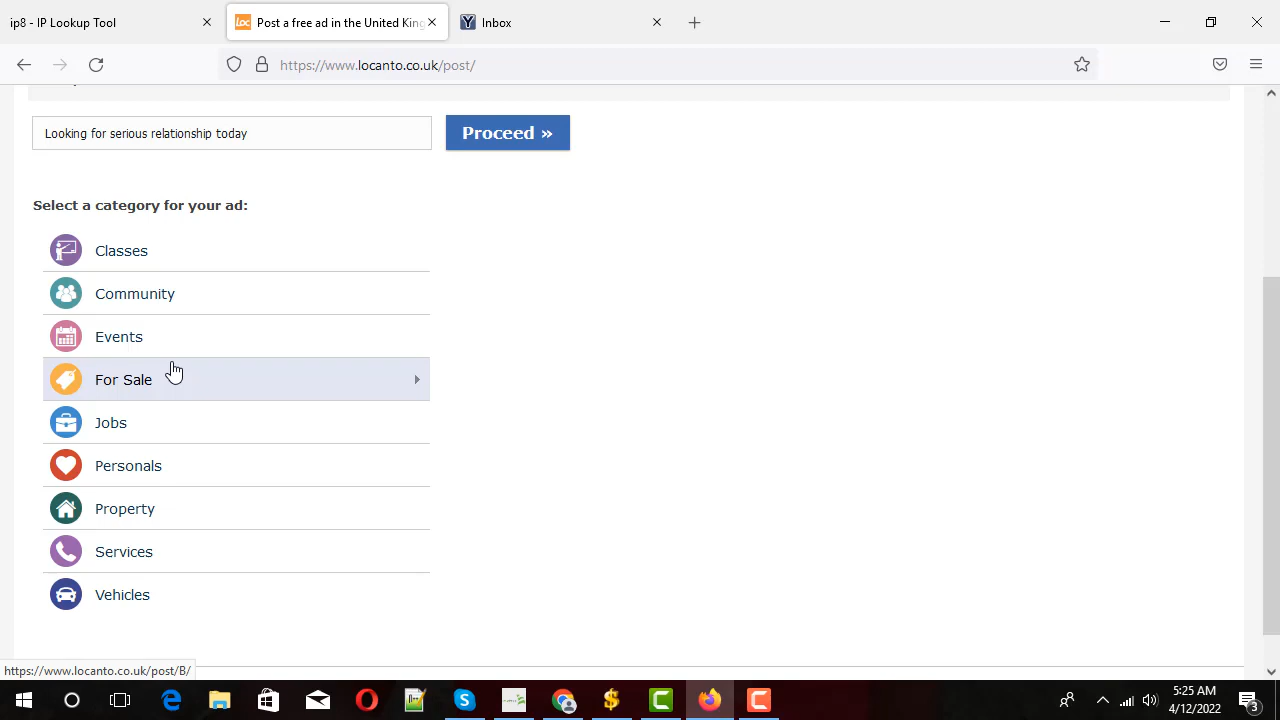 ip8 - IP Lookup Tool
Post a free ad in the United King
Inbox
https://www.locanto.co.uk/post/
Looking for serious relationship today
Proceed »
Select a category for your ad:
Classes
Community
Events
For Sale
Jobs
Personals
Property
Services
Vehicles
https://www.locanto.co.uk/post/B/
5:25 AM
4/12/2022
3